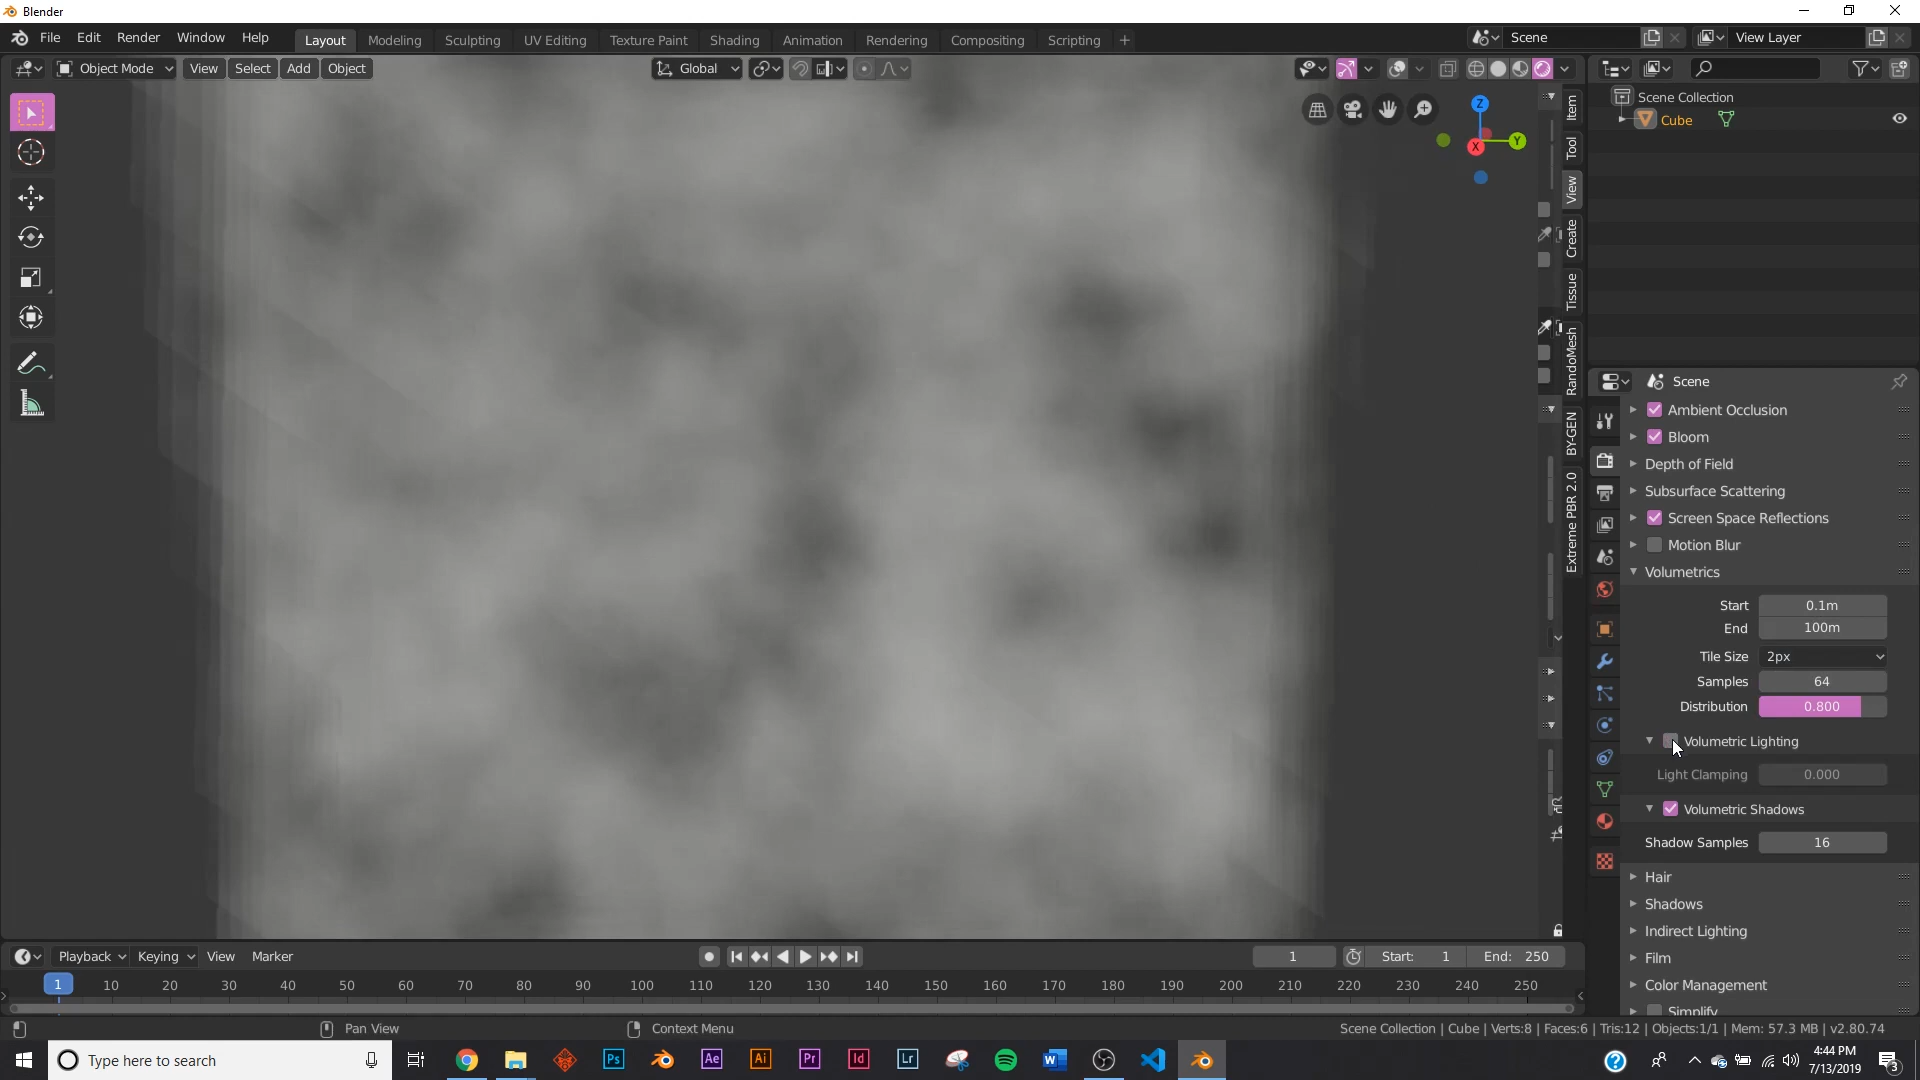 Blender
File Edit Render Window Help Layout Modeling Sculpting UV Editing Texture Paint Shading Animation Rendering Compositing Scripting + Scene View Layer
Object Mode View Select Add Object Global
Z
Y
X
Item
Tool
View
Create
Tissue
RandoMesh
BY-GEN
Extreme PBR 2.0
Scene Collection
Cube
Scene
Ambient Occlusion
Bloom
Depth of Field
Subsurface Scattering
Screen Space Reflections
Motion Blur
Volumetrics
Start 0.1m
End 100m
Tile Size 2px
Samples 64
Distribution 0.800
Volumetric Lighting
Light Clamping 0.000
Volumetric Shadows
Shadow Samples 16
Hair
Shadows
Indirect Lighting
Film
Color Management
Simplify
Playback Keying View Marker 1 Start: 1 End: 250
1 10 20 30 40 50 60 70 80 90 100 110 120 130 140 150 160 170 180 190 200 210 220 230 240 250
Pan View Context Menu Scene Collection | Cube | Verts:8 | Faces:6 | Tris:12 | Objects:1/1 | Mem: 57.3 MB | v2.80.74
Type here to search Ps Ae Ai Pr Id Lr 4:44 PM
7/13/2019
3